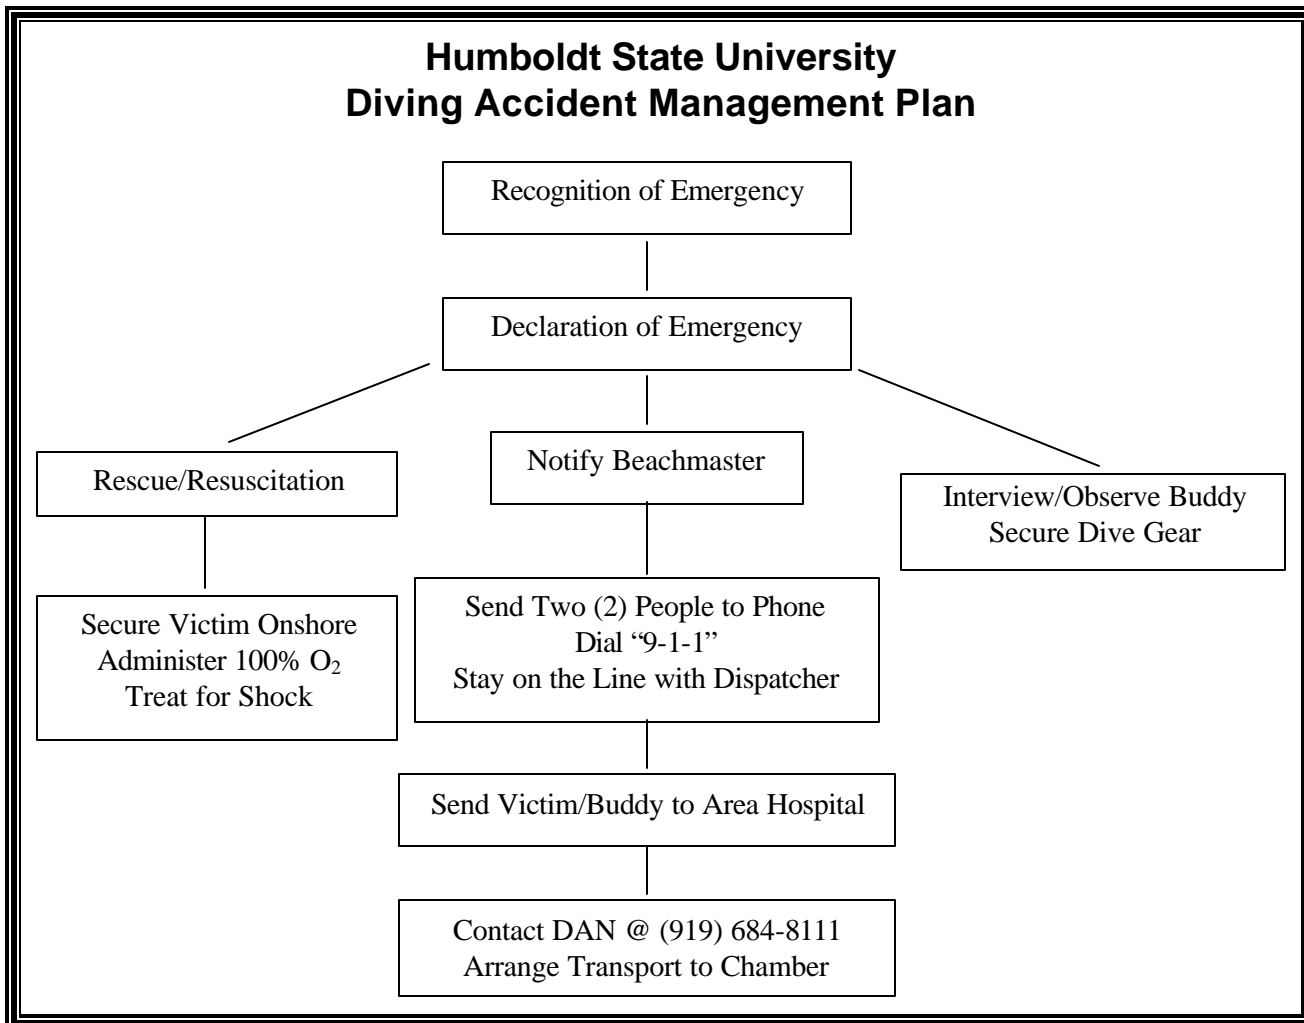 Humboldt State University
Diving Accident Management Plan
Recognition of Emergency
Declaration of Emergency
Rescue/Resuscitation
Notify Beachmaster
Interview/Observe Buddy
Secure Dive Gear
Secure Victim Onshore
Administer 100% O₂
Treat for Shock
Send Two (2) People to Phone
Dial “9-1-1”
Stay on the Line with Dispatcher
Send Victim/Buddy to Area Hospital
Contact DAN @ (919) 684-8111
Arrange Transport to Chamber